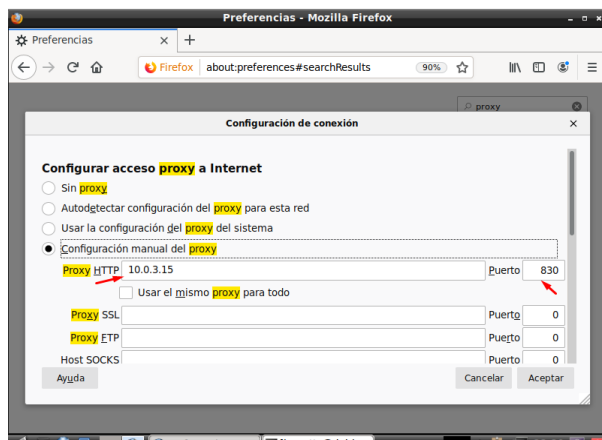 Preferencias - Mozilla Firefox
Preferencias
Firefox about:preferences#searchResults 90%
proxy
Configuración de conexión
Configurar acceso proxy a Internet
Sin proxy
Autodetectar configuración del proxy para esta red
Usar la configuración del proxy del sistema
Configuración manual del proxy
Proxy HTTP 10.0.3.15 Puerto 830
Usar el mismo proxy para todo
Proxy SSL Puerto 0
Proxy FTP Puerto 0
Host SOCKS Puerto 0
Ayuda Cancelar Aceptar